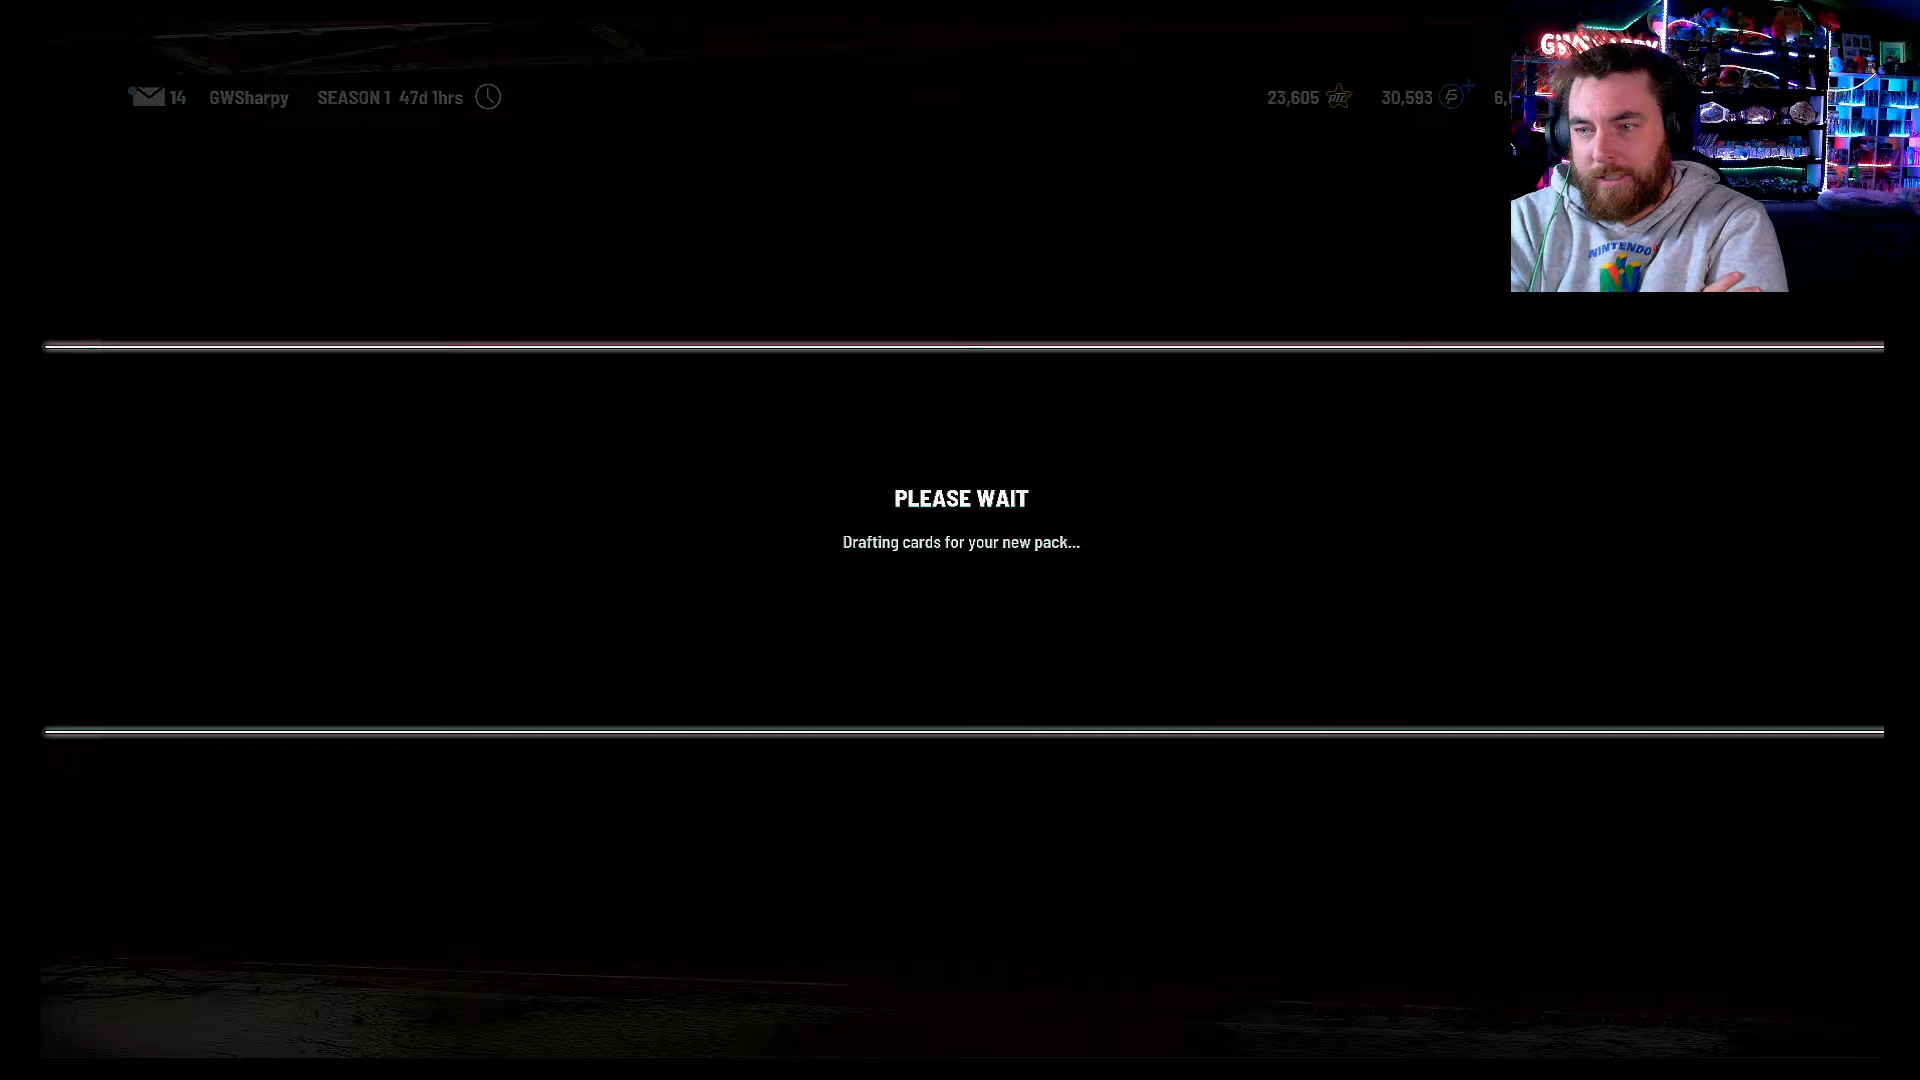 14 GWSharpy SEASON 1 47d 1hrs 23,605 30,593
PLEASE WAIT
Drafting cards for your new pack...
NINTENDO